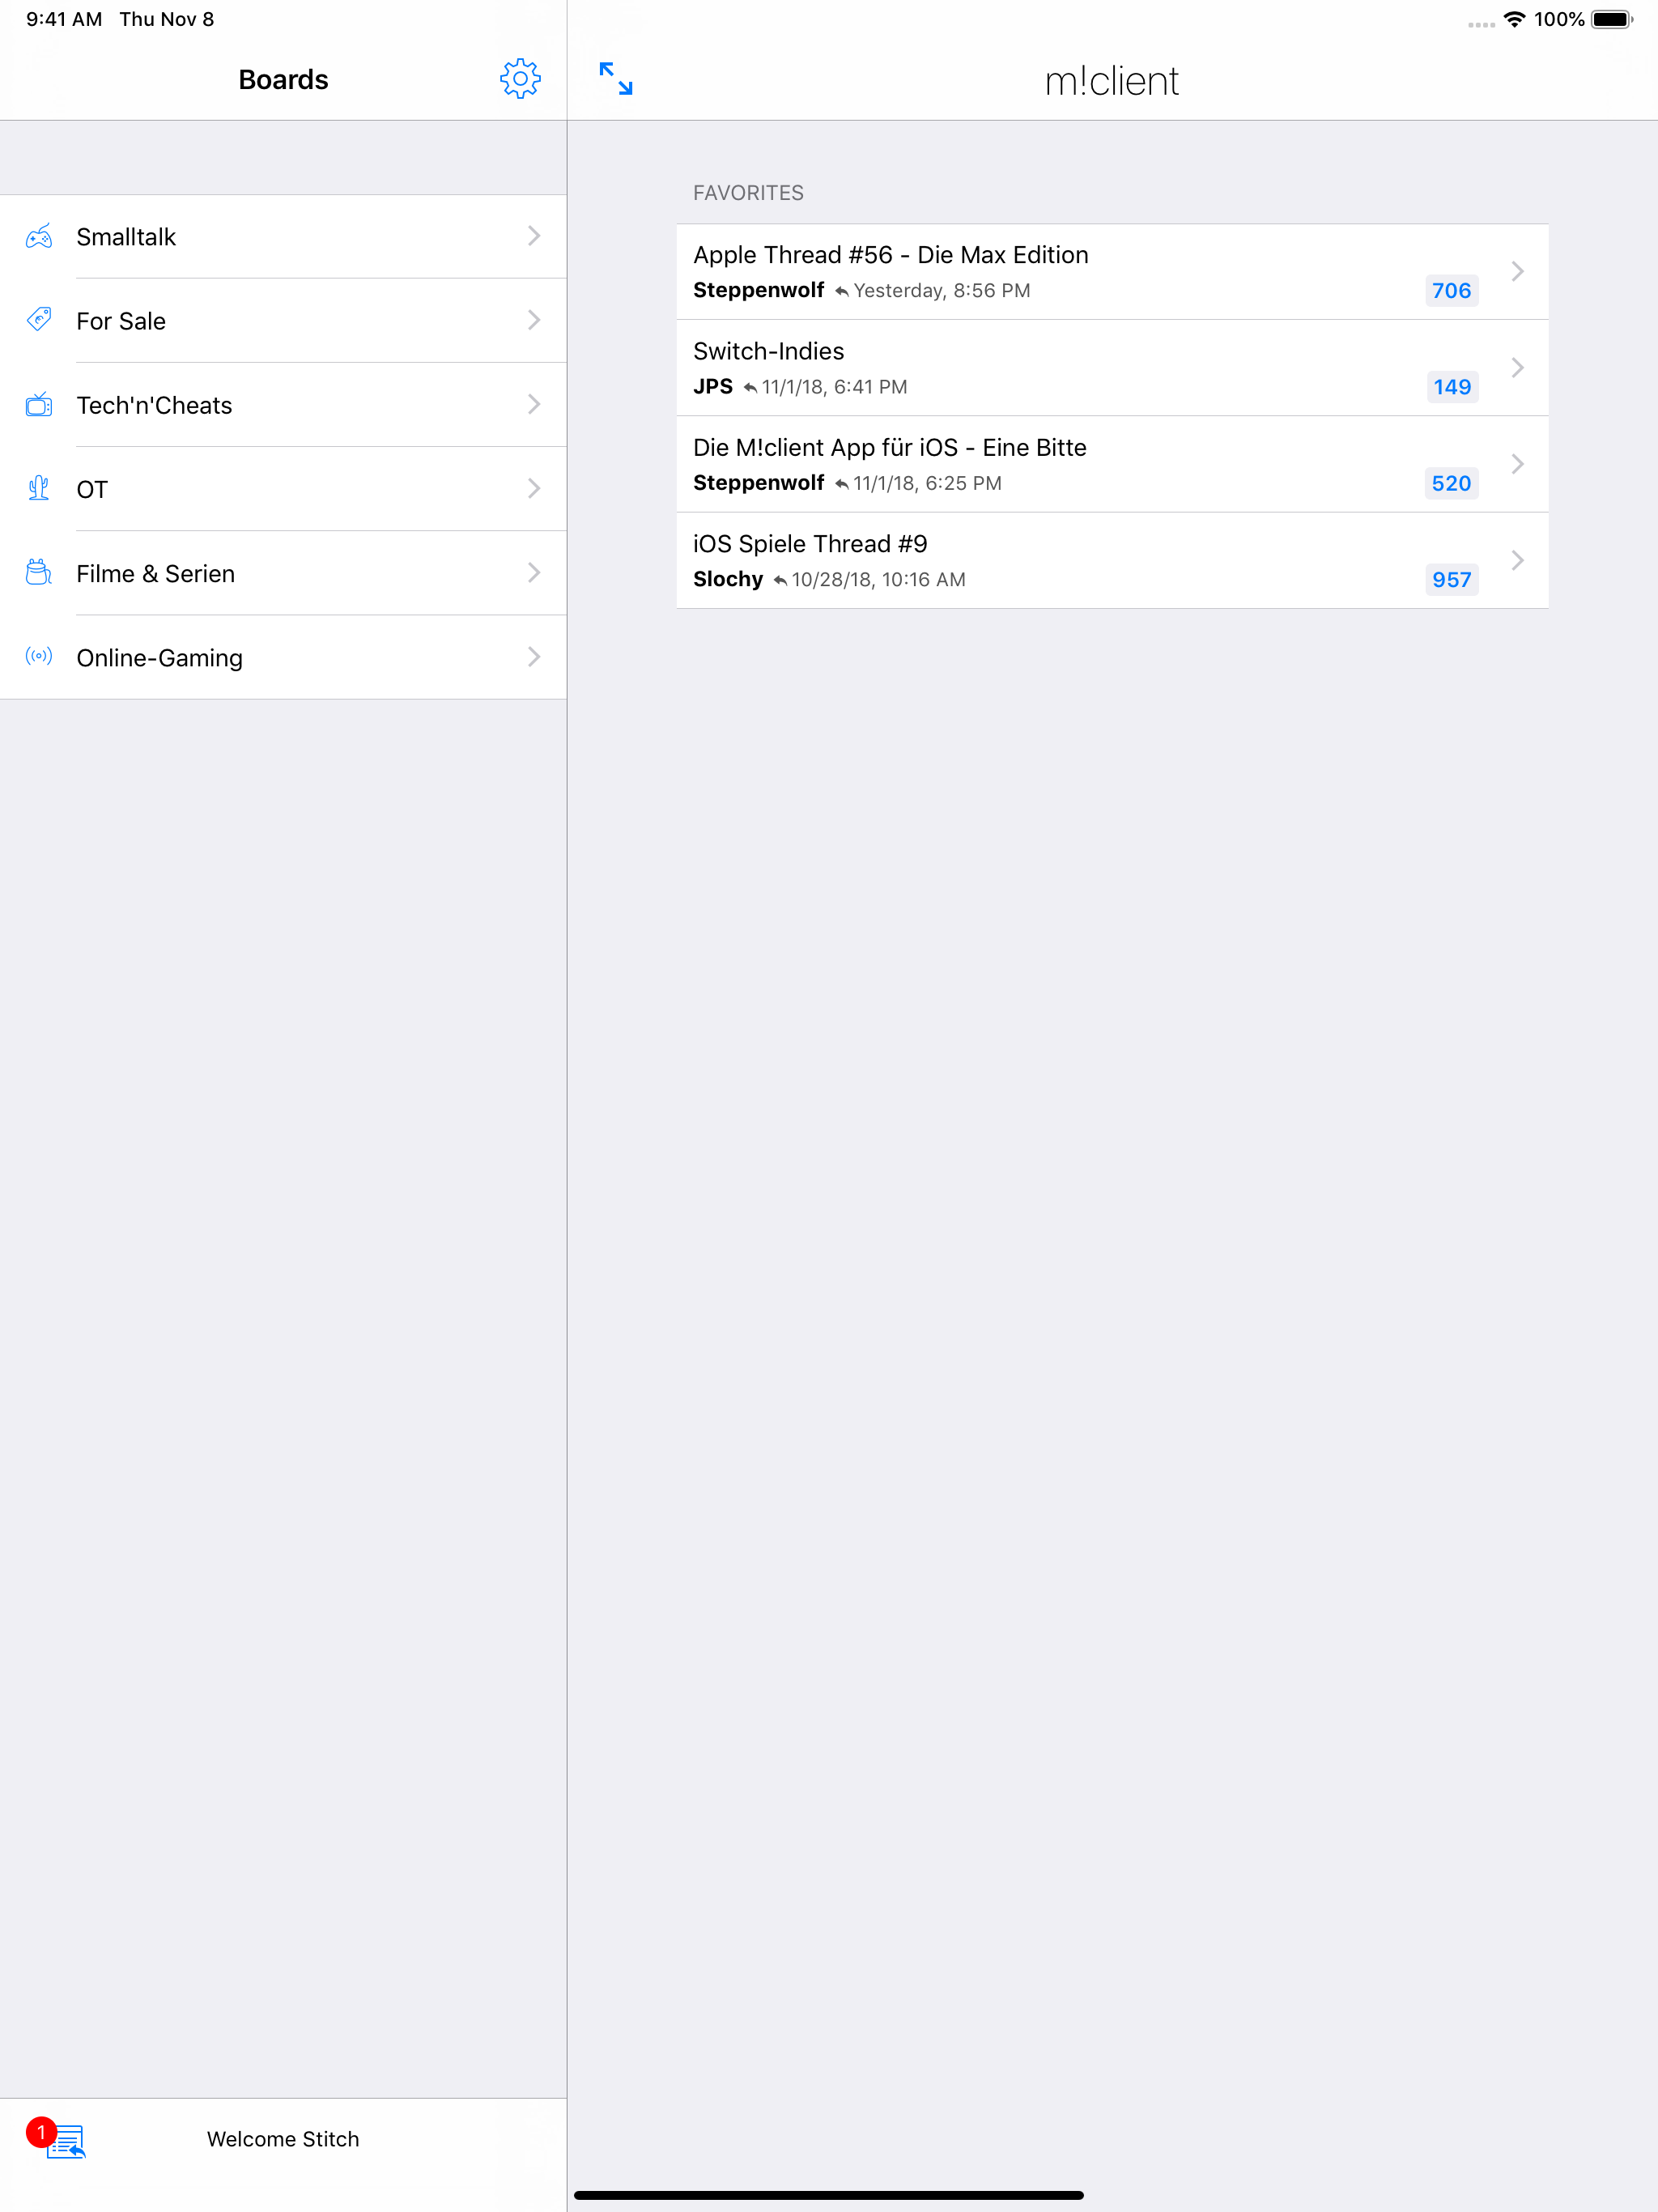 9:41 AM Thu Nov 8
100%
Boards
m!client
Smalltalk
For Sale
Tech'n'Cheats
OT
Filme & Serien
Online-Gaming
FAVORITES
Apple Thread #56 - Die Max Edition
Steppenwolf Yesterday, 8:56 PM
706
Switch-Indies
JPS 11/1/18, 6:41 PM
149
Die M!client App für iOS - Eine Bitte
Steppenwolf 11/1/18, 6:25 PM
520
iOS Spiele Thread #9
Slochy 10/28/18, 10:16 AM
957
1
Welcome Stitch